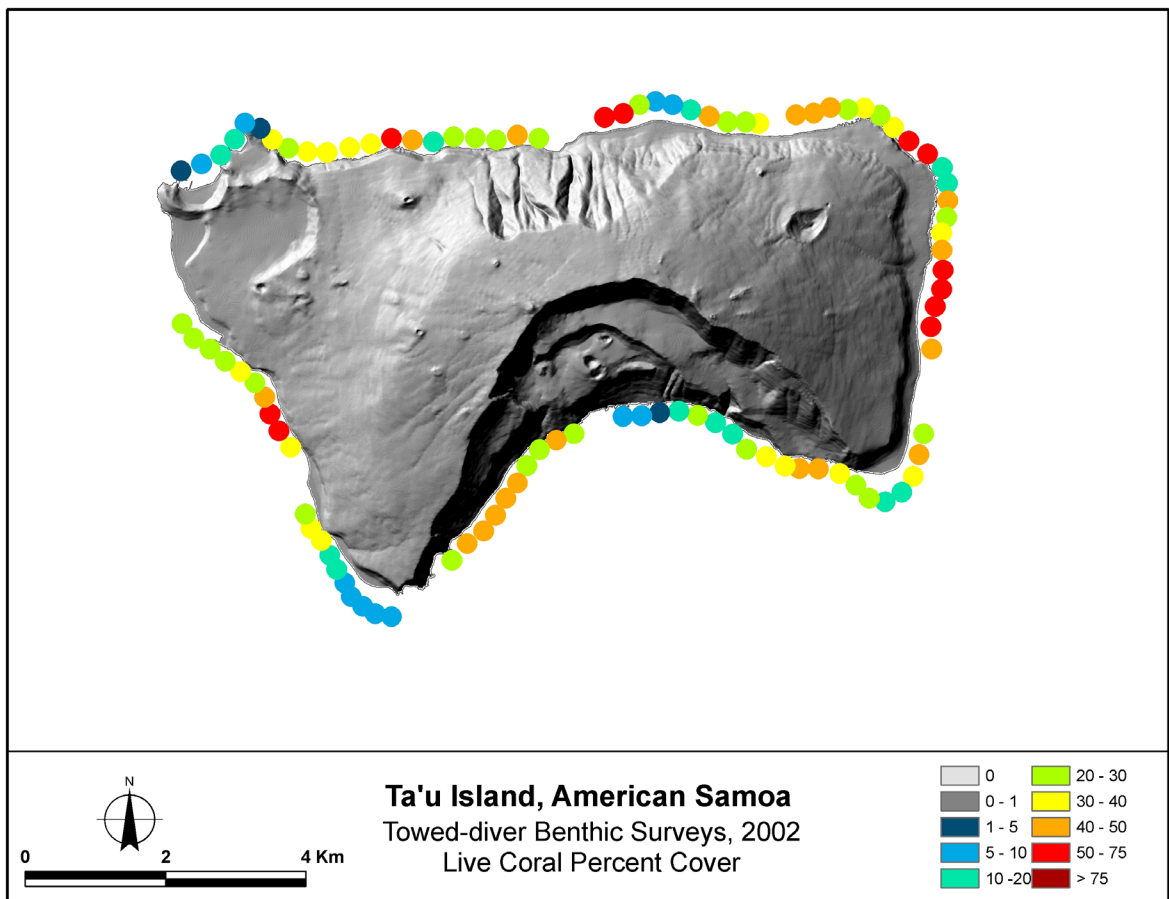 N
0 2 4 Km
Ta'u Island, American Samoa
Towed-diver Benthic Surveys, 2002
Live Coral Percent Cover
0
0 - 1
1 - 5
5 - 10
10 -20
20 - 30
30 - 40
40 - 50
50 - 75
> 75